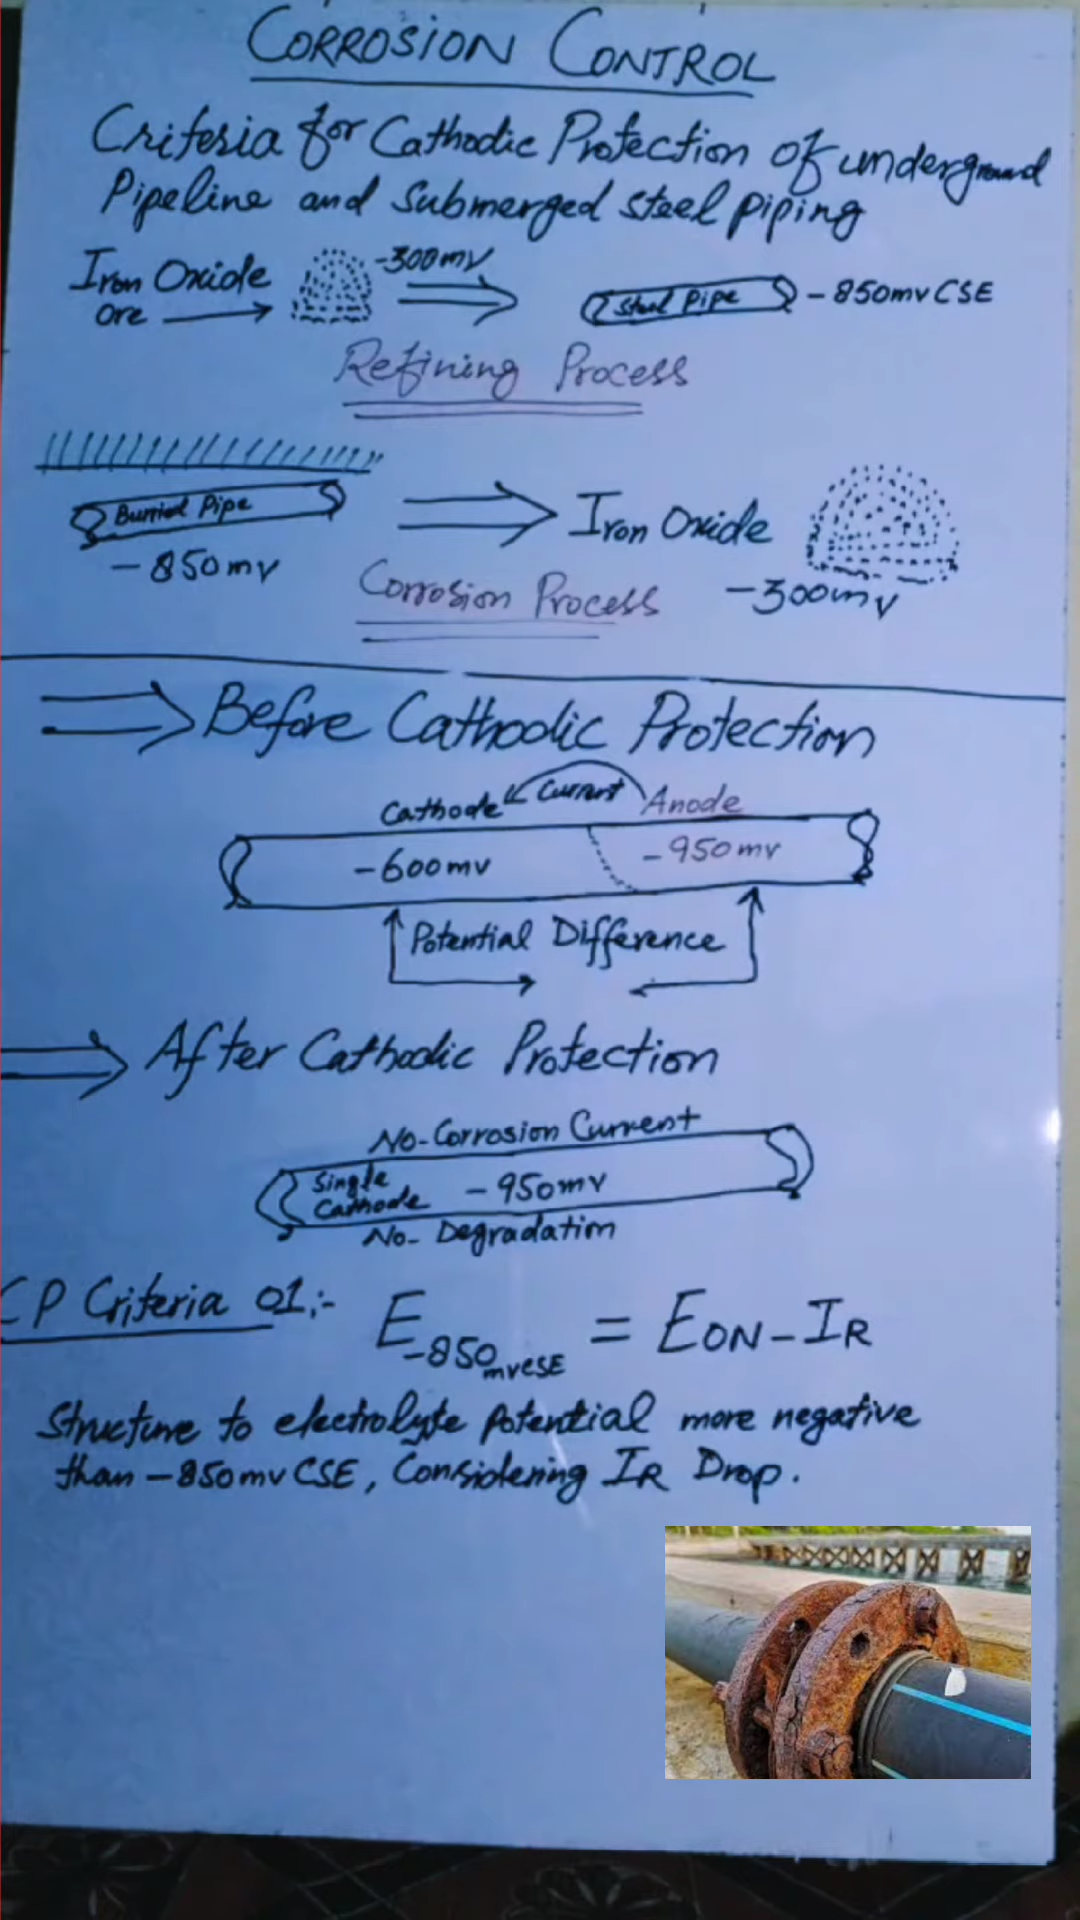 CORROSION CONTROL
Criteria for Cathodic Protection of underground
Pipeline and Submerged Steel Piping
Iron Oxide
Ore
-300mV
Steel Pipe
-850mv CSE
Refining Process
Burried Pipe
-850mv
Iron Oxide
-300mv
Corrosion Process
Before Cathodic Protection
Cathode
Current
Anode
-600mv
-950mv
Potential Difference
After Cathodic Protection
No-Corrosion Current
Single
Cathode
-950mv
No-Degradation
CP Criteria 01:-
E-850mvCSE = EON-IR
Structure to electrolyte Potential more negative
than -850mv CSE, Considering IR Drop.